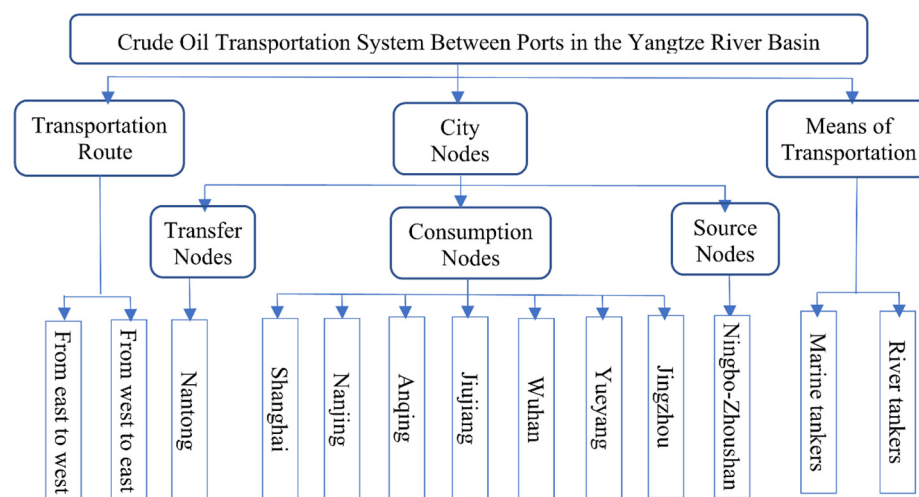 Crude Oil Transportation System Between Ports in the Yangtze River Basin
Transportation
Route
City
Nodes
Means of
Transportation
Transfer
Nodes
Consumption
Nodes
Source
Nodes
From east to west
From west to east
Nantong
Shanghai
Nanjing
Anqing
Jiujiang
Wuhan
Yueyang
Jingzhou
Ningbo-Zhoushan
Marine tankers
River tankers